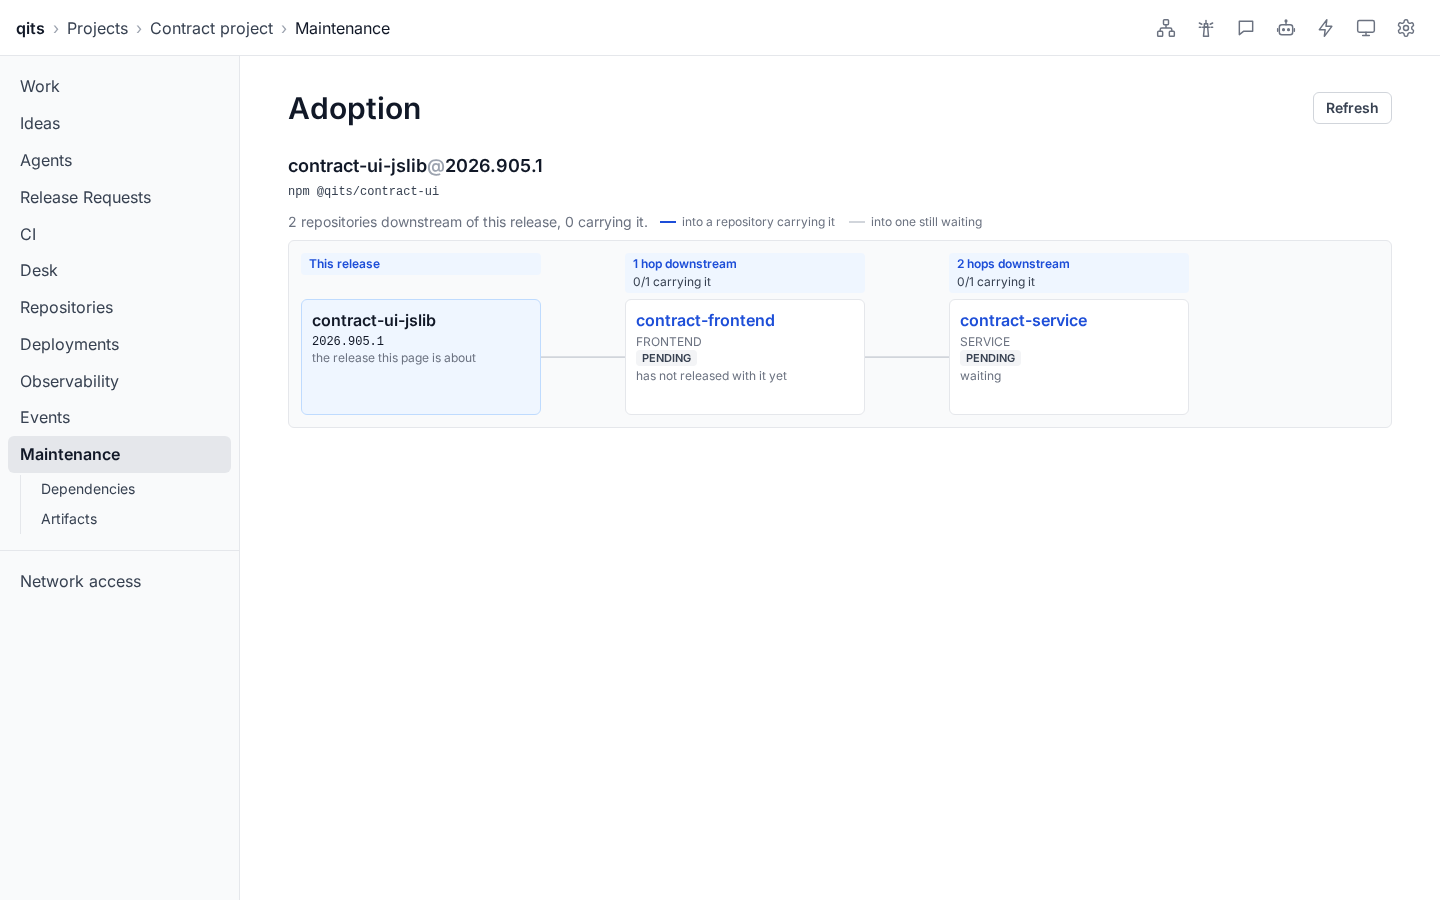 qits › Projects › Contract project › Maintenance
Work
Ideas
Agents
Release Requests
CI
Desk
Repositories
Deployments
Observability
Events
Maintenance
Dependencies
Artifacts
Network access
Adoption
Refresh
contract-ui-jslib@2026.905.1
npm @qits/contract-ui
2 repositories downstream of this release, 0 carrying it. into a repository carrying it into one still waiting
This release
contract-ui-jslib
2026.905.1
the release this page is about
1 hop downstream
0/1 carrying it
contract-frontend
FRONTEND
PENDING
has not released with it yet
2 hops downstream
0/1 carrying it
contract-service
SERVICE
PENDING
waiting